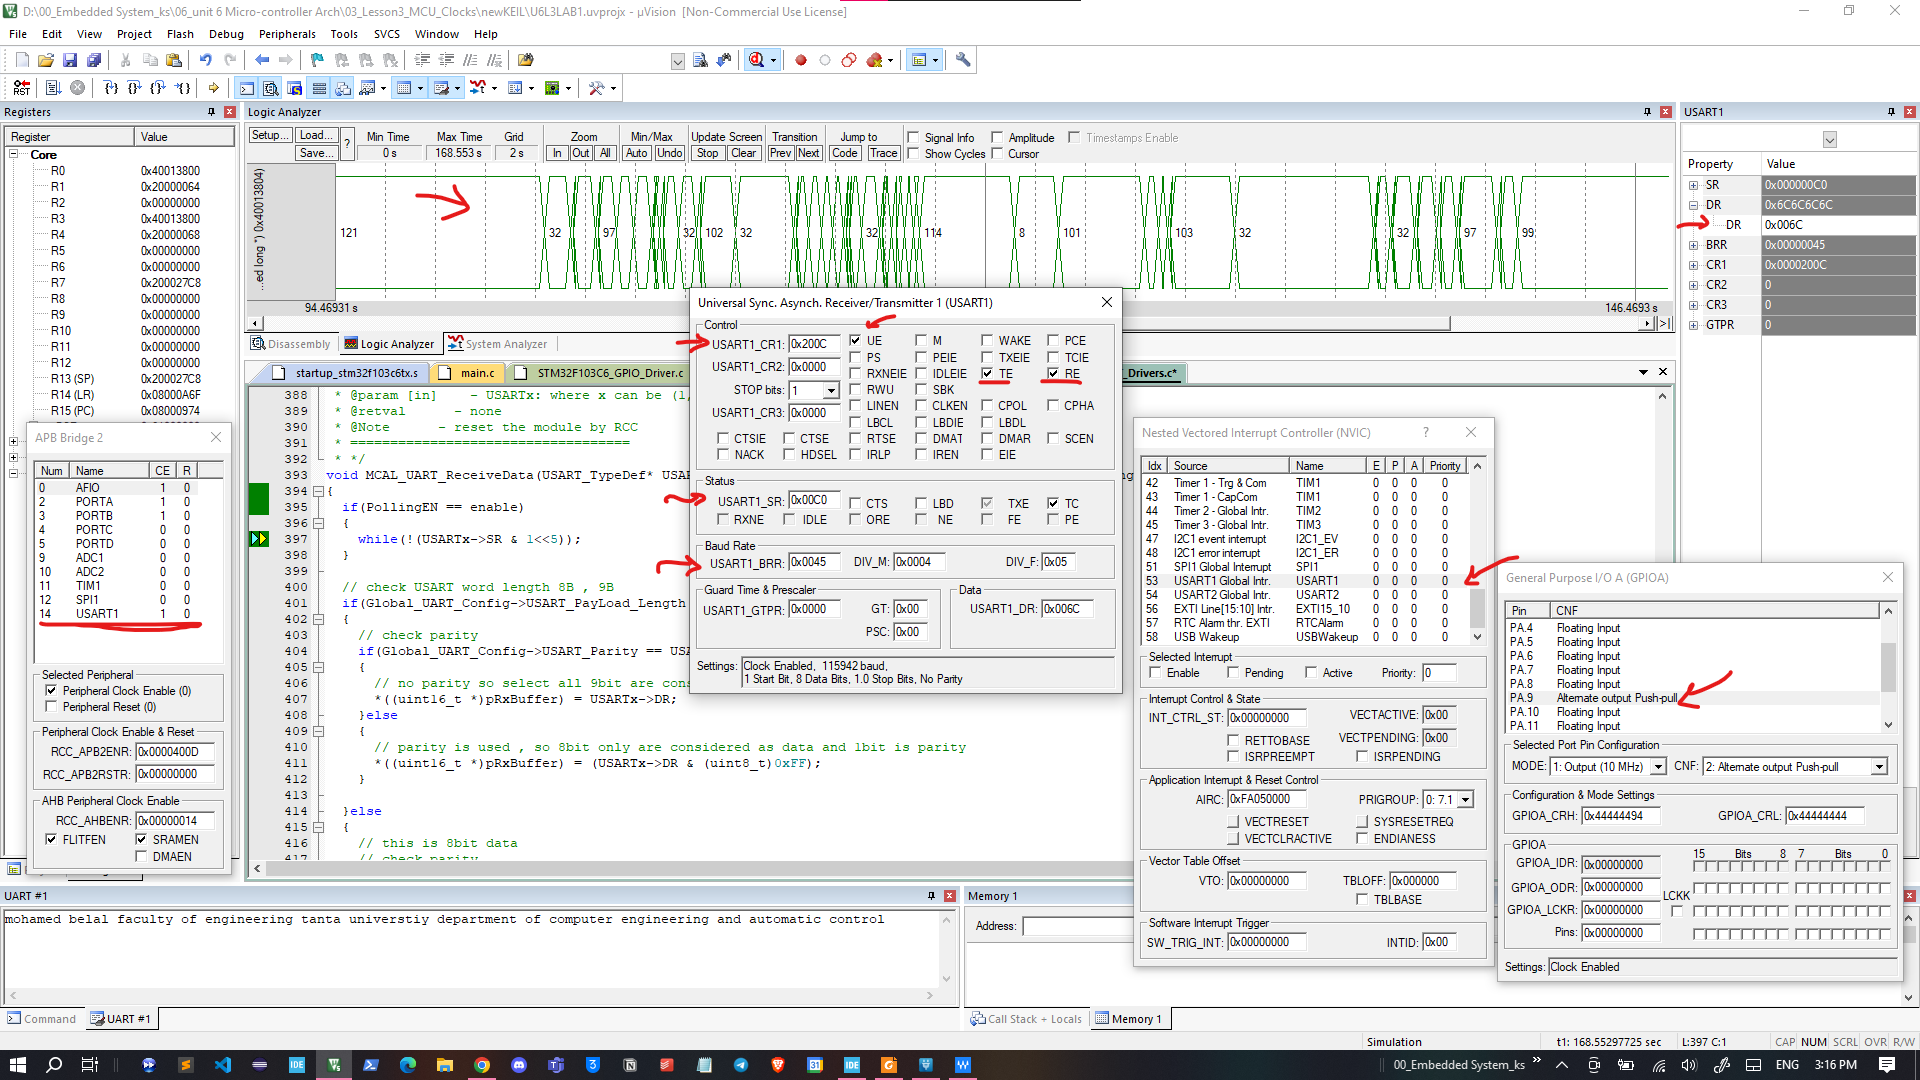 D:\00_Embedded System_ks\06_unit 6 Micro-controller Arch\03_Lesson3_MCU_Clocks\newKEIL\U6L3LAB1.uvprojx - µVision [Non-Commercial Use License]
File Edit View Project Flash Debug Peripherals Tools SVCS Window Help
Registers
Register Value
Core
R0 0x40013800
R1 0x20000064
R2 0x00000000
R3 0x40013800
R4 0x20000068
R5 0x00000000
R6 0x00000000
R7 0x200027C8
R8 0x00000000
R9 0x00000000
R10 0x00000000
R11 0x00000000
R12 0x00000000
R13 (SP) 0x200027C8
R14 (LR) 0x08000A6F
R15 (PC) 0x08000974
Logic Analyzer
Setup... Load... Save... ?
Min Time Max Time Grid Zoom Min/Max Update Screen Transition Jump to
0 s 168.553 s 2 s In Out All Auto Undo Stop Clear Prev Next Code Trace
Signal Info Amplitude Timestamps Enable
Show Cycles Cursor
...ed long *) 0x40013804)
121 32 97 32 102 32 32 114 8 101 103 32 32 97 99
94.46931 s 146.4693 s
Disassembly Logic Analyzer System Analyzer
startup_stm32f103c6tx.s main.c STM32F103C6_GPIO_Driver.c _Drivers.c*
388 * @param [in] - USARTx: where x can be (1,
389 * @retval - none
390 * @Note - reset the module by RCC
391 * ==================================
392 * */
393 void MCAL_UART_ReceiveData(USART_TypeDef* USA
394 {
395 if(PollingEN == enable)
396 {
397 while(!(USARTx->SR & 1<<5));
398 }
399
400 // check USART word length 8B , 9B
401 if(Global_UART_Config->USART_PayLoad_Length
402 {
403 // check parity
404 if(Global_UART_Config->USART_Parity == USA
405 {
406 // no parity so select all 9bit are cons
407 *((uint16_t *)pRxBuffer) = USARTx->DR;
408 }else
409 {
410 // parity is used , so 8bit only are considered as data and 1bit is parity
411 *((uint16_t *)pRxBuffer) = (USARTx->DR & (uint8_t)0xFF);
412 }
413
414 }else
415 {
416 // this is 8bit data
417 // check parity
APB Bridge 2
Num Name CE R
0 AFIO 1 0
2 PORTA 1 0
3 PORTB 1 0
4 PORTC 0 0
5 PORTD 0 0
9 ADC1 0 0
10 ADC2 0 0
11 TIM1 0 0
12 SPI1 0 0
14 USART1 1 0
Selected Peripheral
Peripheral Clock Enable (0)
Peripheral Reset (0)
Peripheral Clock Enable & Reset
RCC_APB2ENR: 0x0000400D
RCC_APB2RSTR: 0x00000000
AHB Peripheral Clock Enable
RCC_AHBENR: 0x00000014
FLITFEN SRAMEN
DMAEN
Universal Sync. Asynch. Receiver/Transmitter 1 (USART1)
Control
USART1_CR1: 0x200C UE M WAKE PCE
PS PEIE TXEIE TCIE
USART1_CR2: 0x0000 RXNEIE IDLEIE TE RE
STOP bits: 1 RWU SBK
LINEN CLKEN CPOL CPHA
USART1_CR3: 0x0000 LBCL LBDIE LBDL
CTSIE CTSE RTSE DMAT DMAR SCEN
NACK HDSEL IRLP IREN EIE
Status
USART1_SR: 0x00C0 CTS LBD TXE TC
RXNE IDLE ORE NE FE PE
Baud Rate
USART1_BRR: 0x0045 DIV_M: 0x0004 DIV_F: 0x05
Guard Time & Prescaler Data
USART1_GTPR: 0x0000 GT: 0x00 USART1_DR: 0x006C
PSC: 0x00
Settings: Clock Enabled, 115942 baud,
1 Start Bit, 8 Data Bits, 1.0 Stop Bits, No Parity
Nested Vectored Interrupt Controller (NVIC) ?
Idx Source Name E P A Priority
42 Timer 1 - Trg & Com TIM1 0 0 0 0
43 Timer 1 - CapCom TIM1 0 0 0 0
44 Timer 2 - Global Intr. TIM2 0 0 0 0
45 Timer 3 - Global Intr. TIM3 0 0 0 0
47 I2C1 event interrupt I2C1_EV 0 0 0 0
48 I2C1 error interrupt I2C1_ER 0 0 0 0
51 SPI1 Global Interrupt SPI1 0 0 0 0
53 USART1 Global Intr. USART1 0 0 0 0
54 USART2 Global Intr. USART2 0 0 0 0
56 EXTI Line[15:10] Intr. EXTI15_10 0 0 0 0
57 RTC Alarm thr. EXTI RTCAlarm 0 0 0 0
58 USB Wakeup USBWakeup 0 0 0 0
Selected Interrupt
Enable Pending Active Priority: 0
Interrupt Control & State
INT_CTRL_ST: 0x00000000 VECTACTIVE: 0x00
RETTOBASE VECTPENDING: 0x00
ISRPREEMPT ISRPENDING
Application Interrupt & Reset Control
AIRC: 0xFA050000 PRIGROUP: 0: 7.1
VECTRESET SYSRESETREQ
VECTCLRACTIVE ENDIANESS
Vector Table Offset
VTO: 0x00000000 TBLOFF: 0x000000
TBLBASE
Software Interrupt Trigger
SW_TRIG_INT: 0x00000000 INTID: 0x00
USART1
Property Value
SR 0x000000C0
DR 0x6C6C6C6C
DR 0x006C
BRR 0x00000045
CR1 0x0000200C
CR2 0
CR3 0
GTPR 0
General Purpose I/O A (GPIOA)
Pin CNF
PA.4 Floating Input
PA.5 Floating Input
PA.6 Floating Input
PA.7 Floating Input
PA.8 Floating Input
PA.9 Alternate output Push-pull
PA.10 Floating Input
PA.11 Floating Input
Selected Port Pin Configuration
MODE: 1: Output (10 MHz) CNF: 2: Alternate output Push-pull
Configuration & Mode Settings
GPIOA_CRH: 0x44444494 GPIOA_CRL: 0x44444444
GPIOA
15 Bits 8 7 Bits 0
GPIOA_IDR: 0x00000000
GPIOA_ODR: 0x00000000 LCKK
GPIOA_LCKR: 0x00000000
Pins: 0x00000000
Settings: Clock Enabled
UART #1
mohamed belal faculty of engineering tanta universtiy department of computer engineering and automatic control
Command UART #1
Memory 1
Address:
Call Stack + Locals Memory 1
Simulation t1: 168.55297725 sec L:397 C:1 CAP NUM SCRL OVR R/W
00_Embedded System_ks ENG 3:16 PM